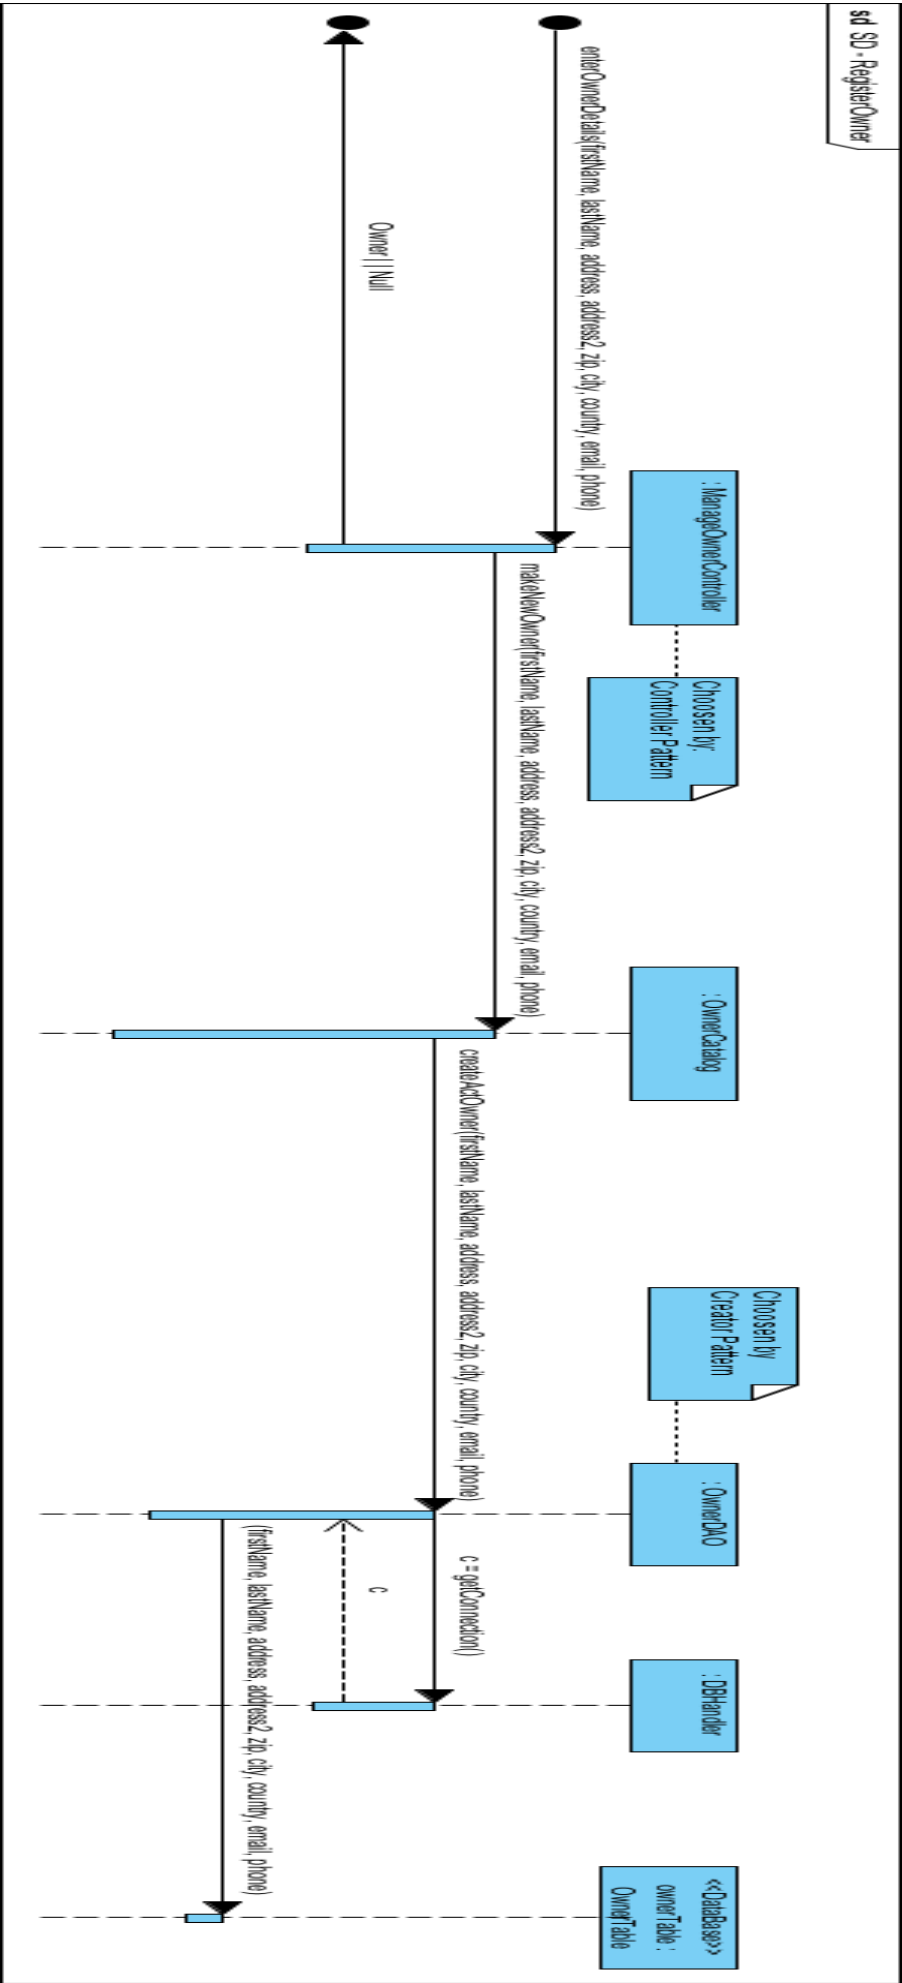 sd SD - RegisterOwner
Choosen by
Creator Pattern
: ManageOwnerController
Choosen by:
Controller Pattern
: OwnerCatalog
: OwnerDAO
: DBHandler
<<DataBase>>
ownerTable :
OwnerTable
enterOwnerDetails(firstName, lastName, address, address2, zip, city, country, email, phone)
makeNewOwner(firstName, lastName, address, address2, zip, city, country, email, phone)
createActOwner(firstName, lastName, address, address2, zip, city, country, email, phone)
c = getConnection()
Owner || Null
c
(firstName, lastName, address, address2, zip, city, country, email, phone)